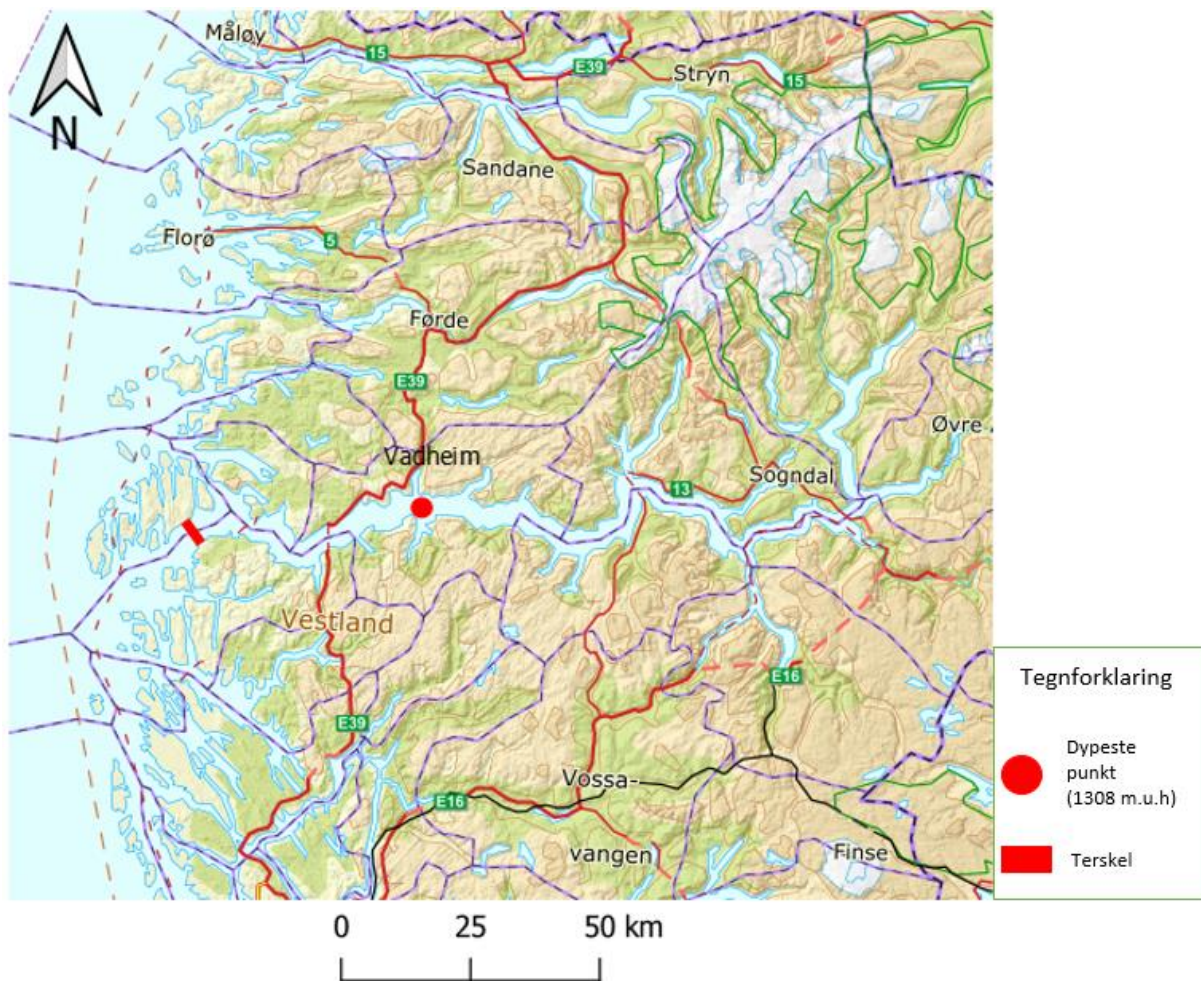 Måløy
15
E39
Stryn
15
N
Sandane
Florø
5
Førde
E39
Øvre
Vadheim
Sogndal
13
Vestland
E16
E39
Vossa-
E16
vangen
Finse
Tegnforklaring
Dypeste
punkt
(1308 m.u.h)
Terskel
0 25 50 km